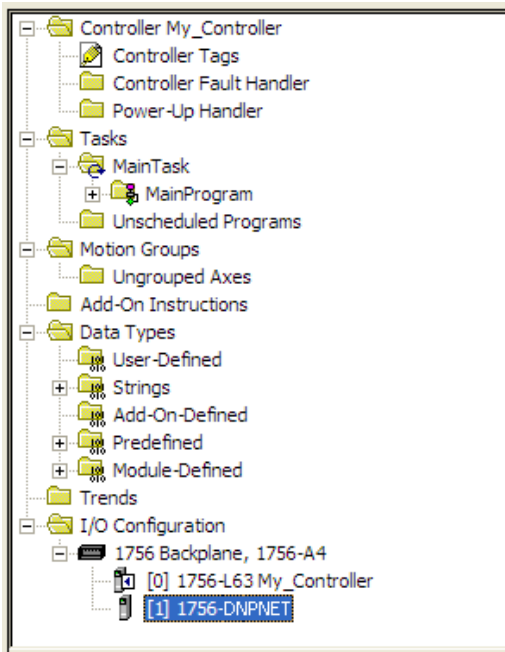 Controller My_Controller
Controller Tags
Controller Fault Handler
Power-Up Handler
Tasks
MainTask
MainProgram
Unscheduled Programs
Motion Groups
Ungrouped Axes
Add-On Instructions
Data Types
User-Defined
Strings
Add-On-Defined
Predefined
Module-Defined
Trends
I/O Configuration
1756 Backplane, 1756-A4
[0] 1756-L63 My_Controller
[1] 1756-DNPNET